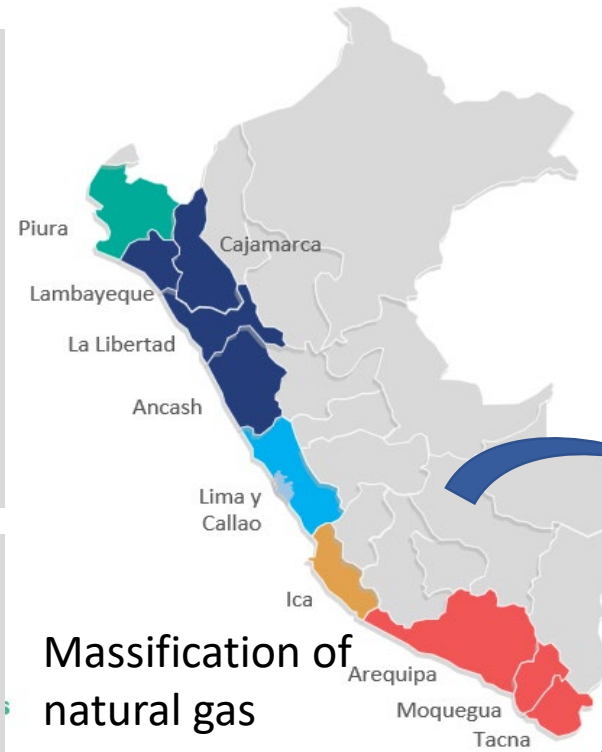 Piura
Cajamarca
Lambayeque
La Libertad
Ancash
Lima y
Callao
Ica
Massification of
natural gas
Arequipa
Moquegua
Tacna
s